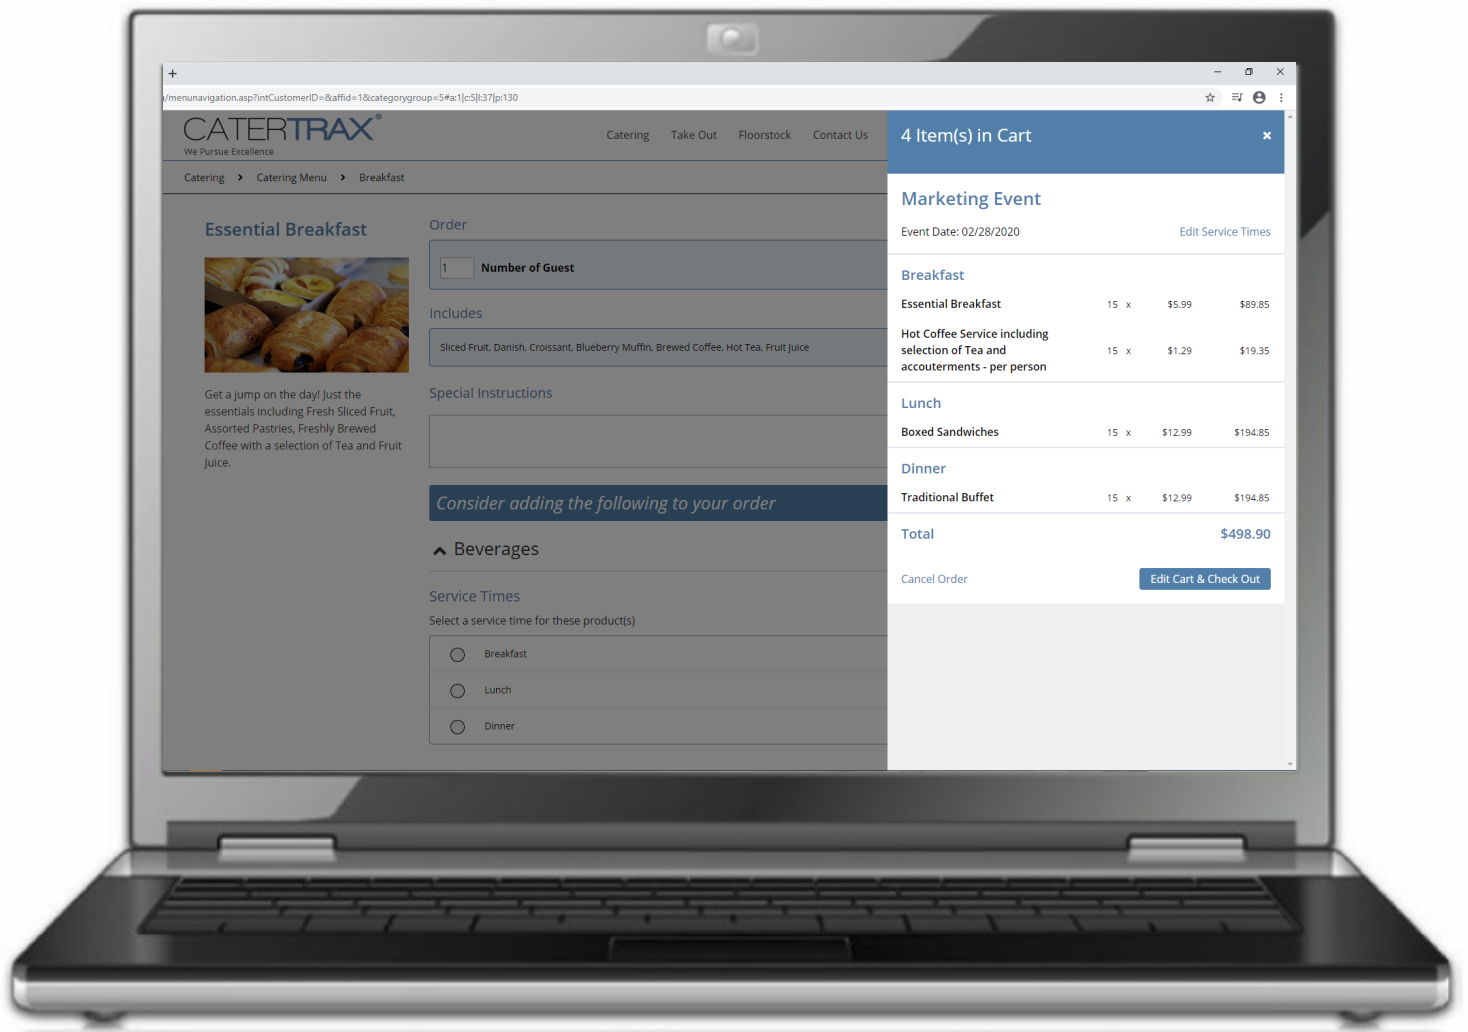 +
/menunavigation.asp?intCustomerID=&affid=1&categorygroup=5#a:1|c:5|l:37|p:130
CATERTRAX®
We Pursue Excellence
Catering Take Out Floorstock Contact Us
Catering > Catering Menu > Breakfast
Essential Breakfast
Get a jump on the day! Just the
essentials including Fresh Sliced Fruit,
Assorted Pastries, Freshly Brewed
Coffee with a selection of Tea and Fruit
Juice.
Order
1 Number of Guest
Includes
Sliced Fruit, Danish, Croissant, Blueberry Muffin, Brewed Coffee, Hot Tea, Fruit Juice
Special Instructions
Consider adding the following to your order
Beverages
Service Times
Select a service time for these product(s)
Breakfast
Lunch
Dinner
4 Item(s) in Cart ×
Marketing Event
Event Date: 02/28/2020 Edit Service Times
Breakfast
Essential Breakfast 15 x $5.99 $89.85
Hot Coffee Service including
selection of Tea and 15 x $1.29 $19.35
accouterments - per person
Lunch
Boxed Sandwiches 15 x $12.99 $194.85
Dinner
Traditional Buffet 15 x $12.99 $194.85
Total $498.90
Cancel Order Edit Cart & Check Out